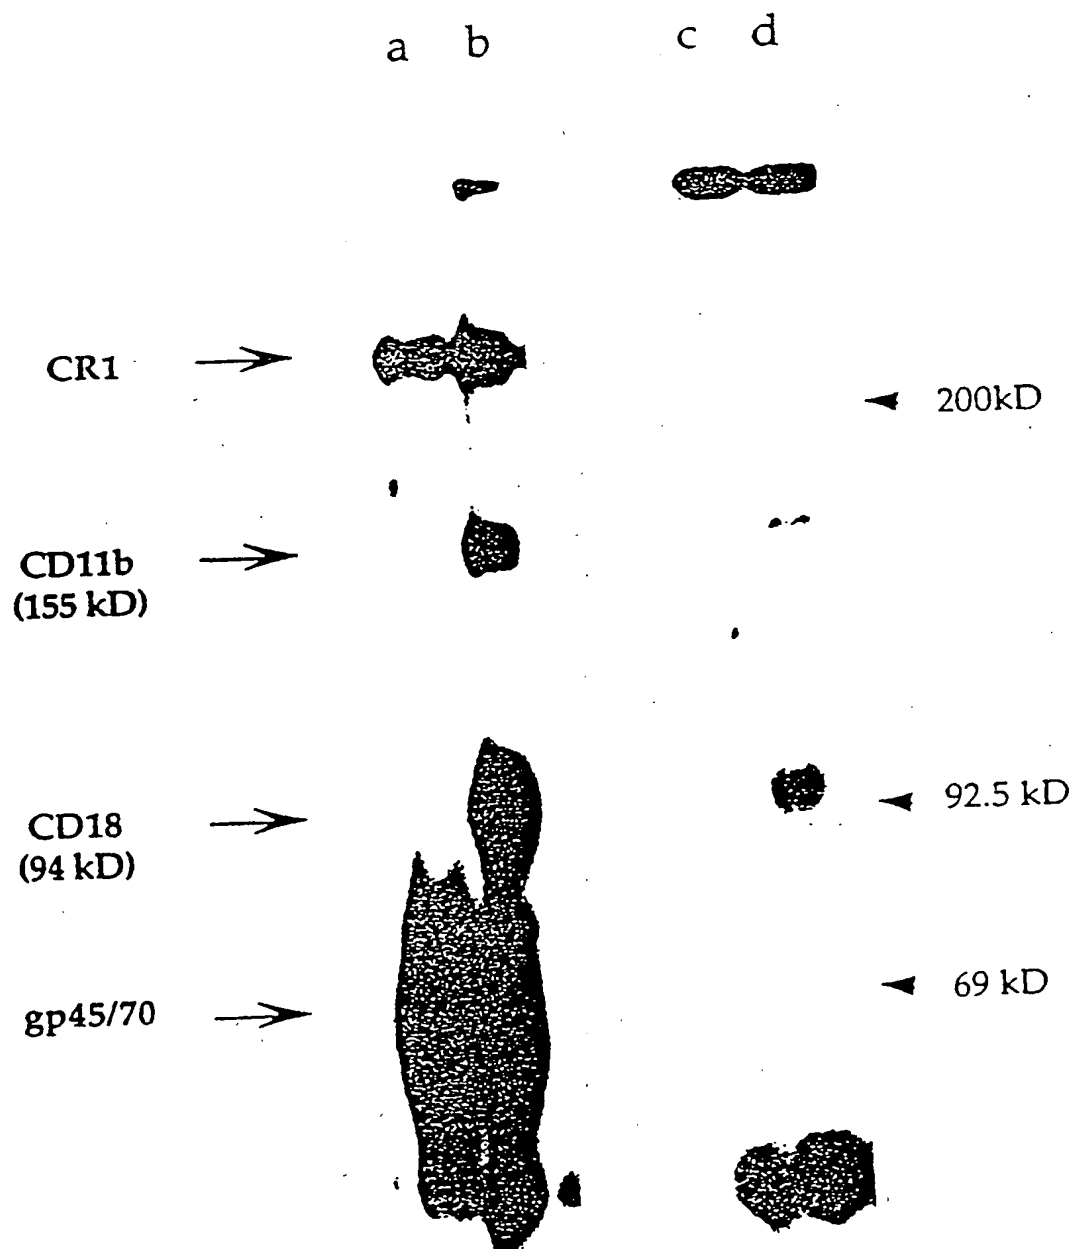 a b c d
CR1
200kD
CD11b
(155 kD)
92.5 kD
CD18
(94 kD)
69 kD
gp45/70